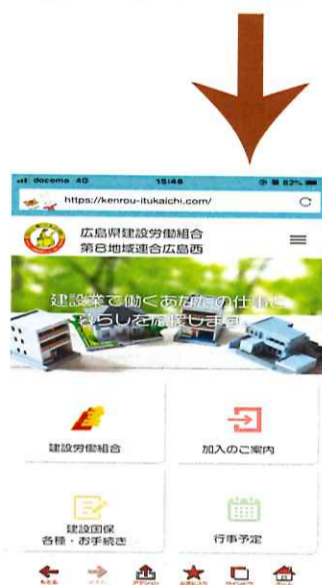 docomo 4G 15:46 82%
https://kenrou-itukaichi.com/
広島県建設労働組合
第8地域連合広島西
建設業で働くあなたの仕事と
暮らしを応援します。
建設労働組合
加入のご案内
建設国保
各種・お手続き
行事予定